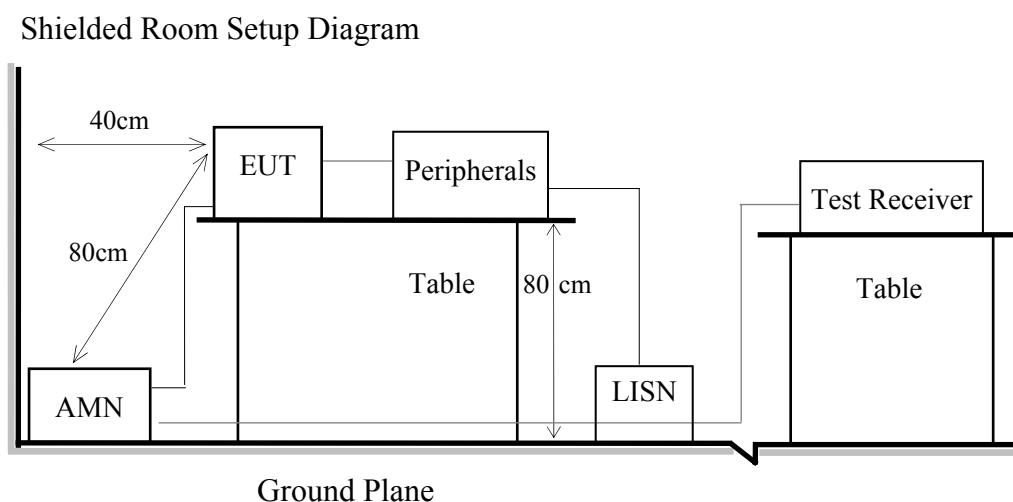 Shielded Room Setup Diagram
40cm
EUT
Peripherals
Test Receiver
80cm
Table
80 cm
Table
AMN
LISN
Ground Plane